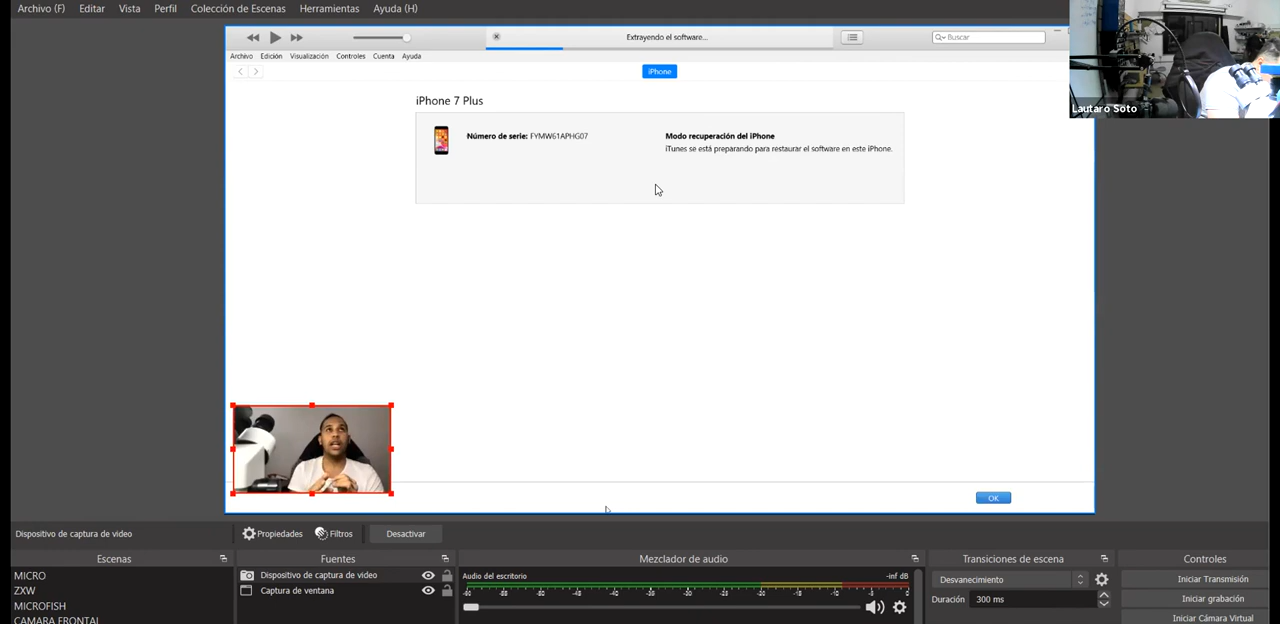 Archivo (F) Editar Vista Perfil Colección de Escenas Herramientas Ayuda (H)
Extrayendo el software...
Buscar
Archivo Edición Visualización Controles Cuenta Ayuda
iPhone
Lautaro Soto
iPhone 7 Plus
Número de serie: FYMW61APHG07
Modo recuperación del iPhone
iTunes se está preparando para restaurar el software en este iPhone.
OK
Dispositivo de captura de video Propiedades Filtros Desactivar
Escenas Fuentes Mezclador de audio Transiciones de escena Controles
MICRO
ZXW
MICROFISH
CAMARA FRONTAL
Dispositivo de captura de video
Captura de ventana
Audio del escritorio -inf dB
Desvanecimiento
Duración 300 ms
Iniciar Transmisión
Iniciar grabación
Iniciar Cámara Virtual